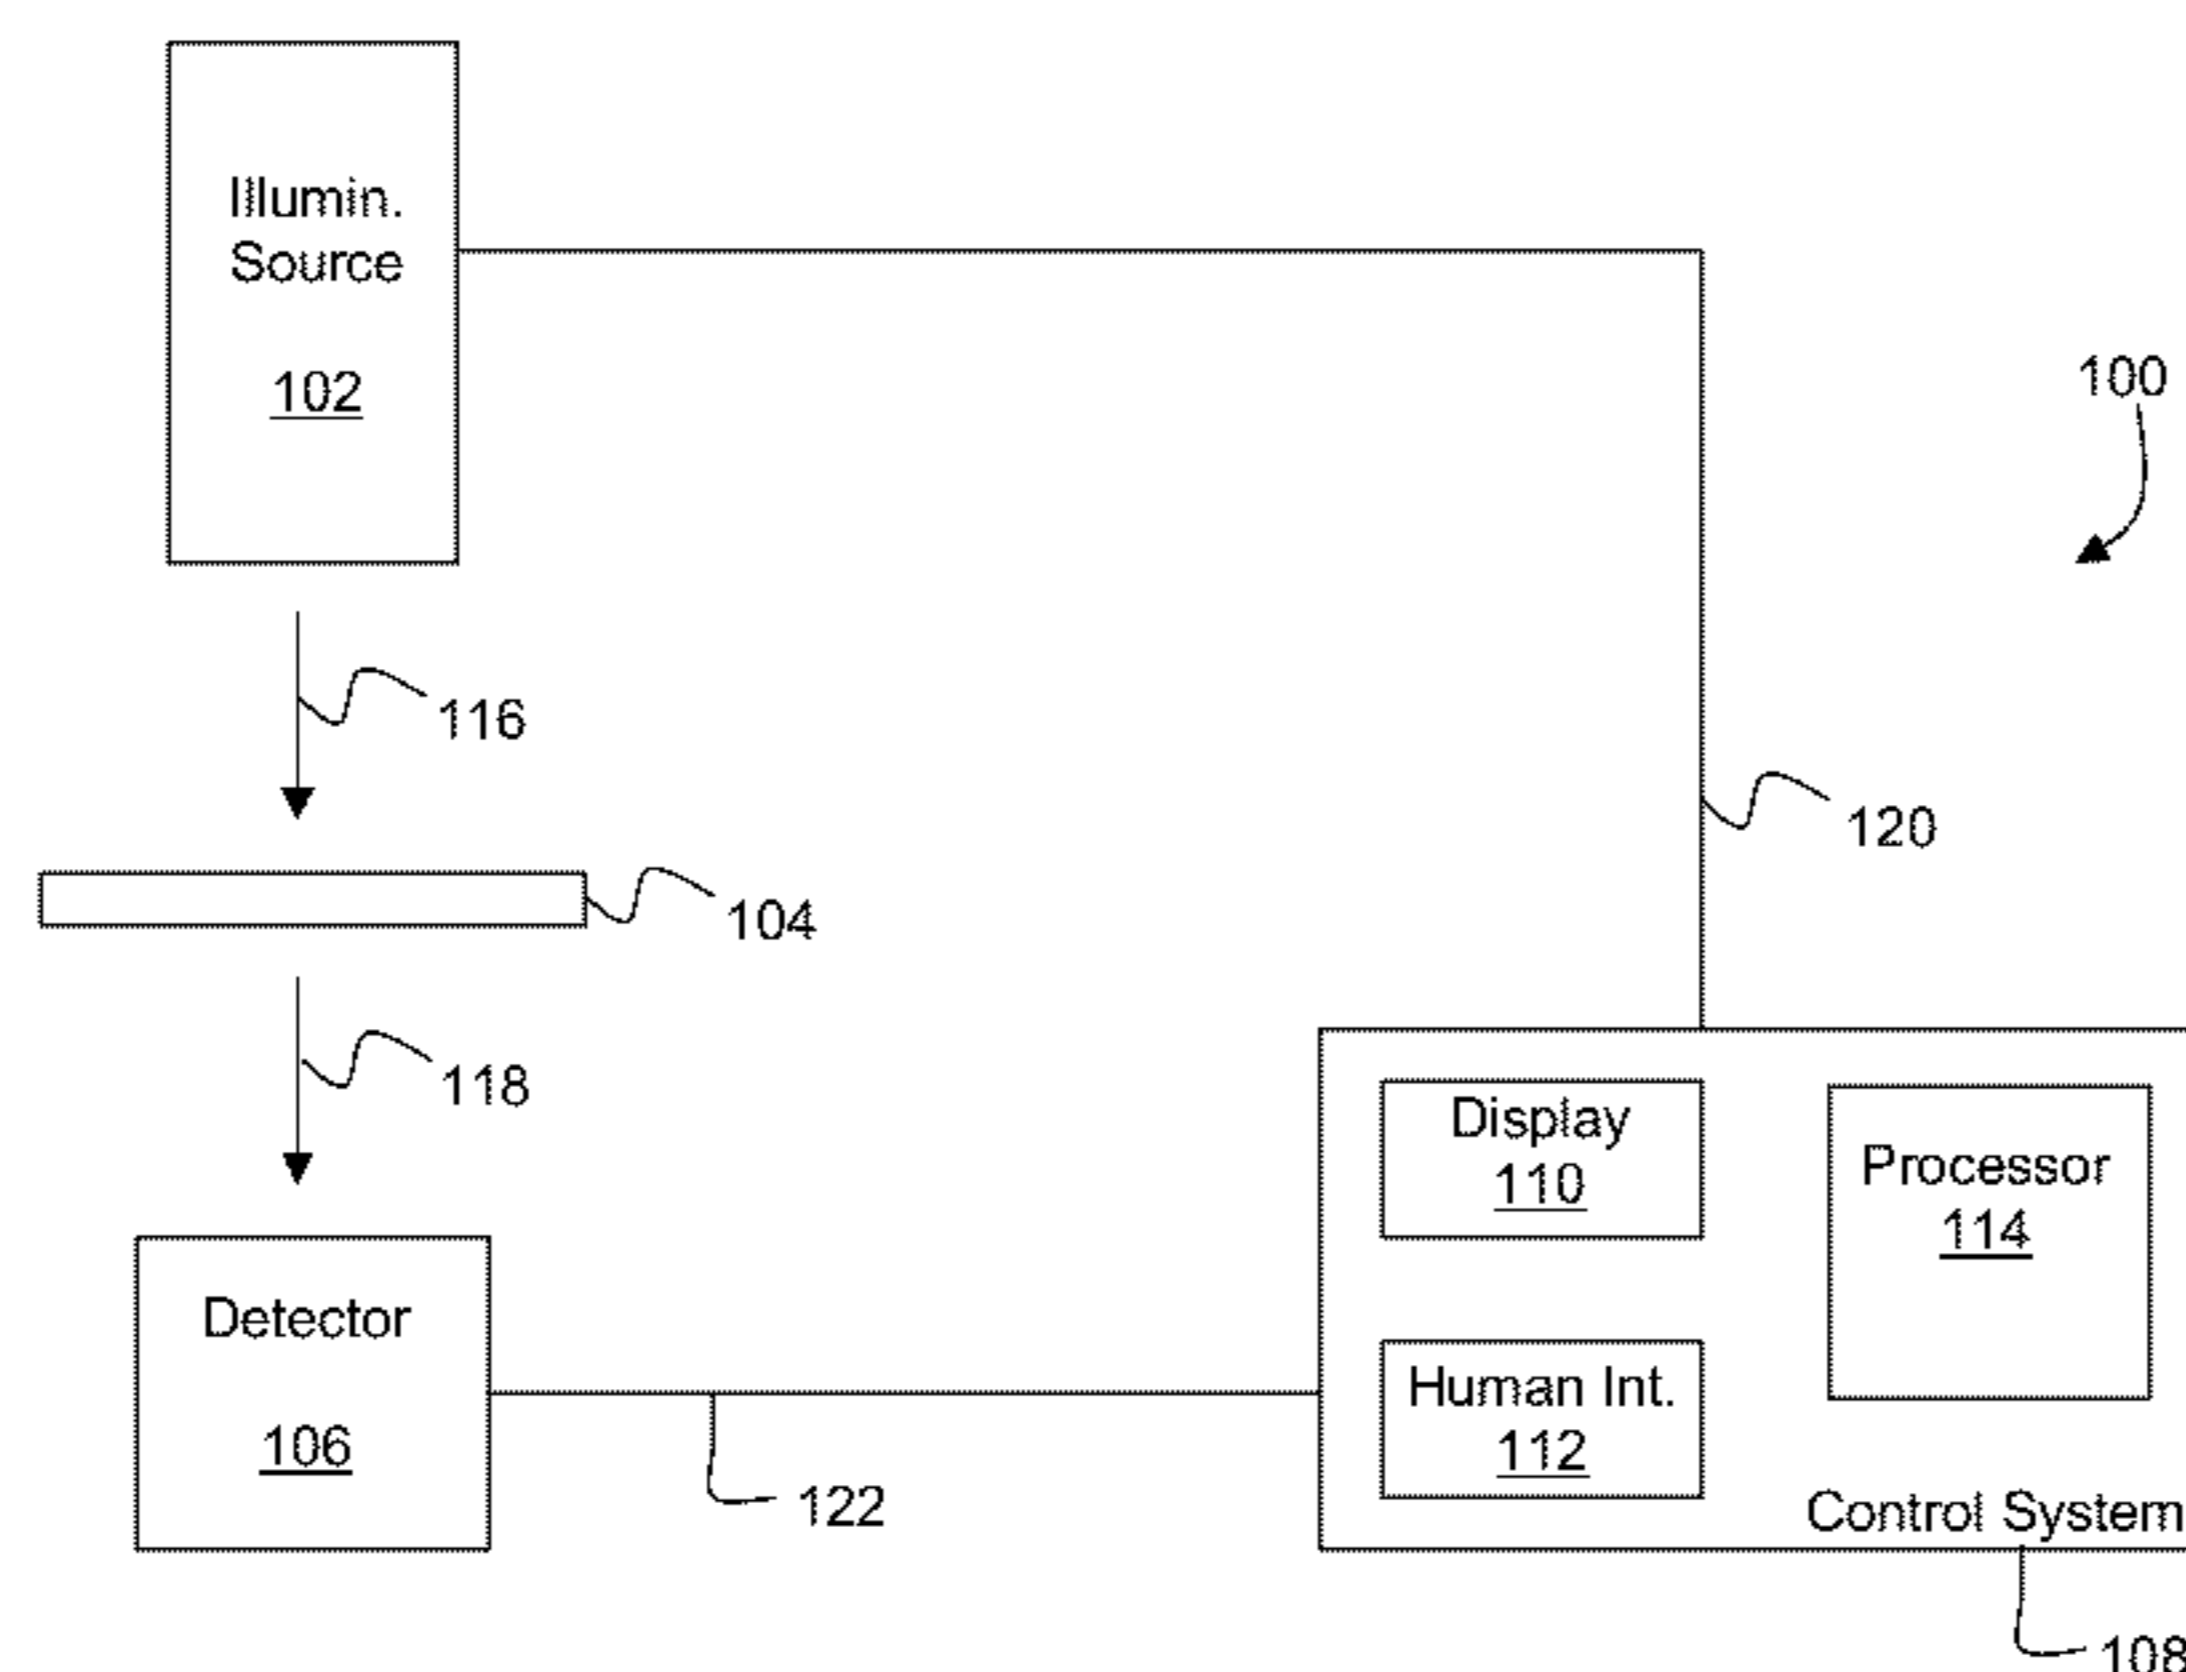 Illumin.
Source
102
100
116
120
104
118
Display
110
Processor
114
Detector
106
Human Int.
112
122
Control System
108